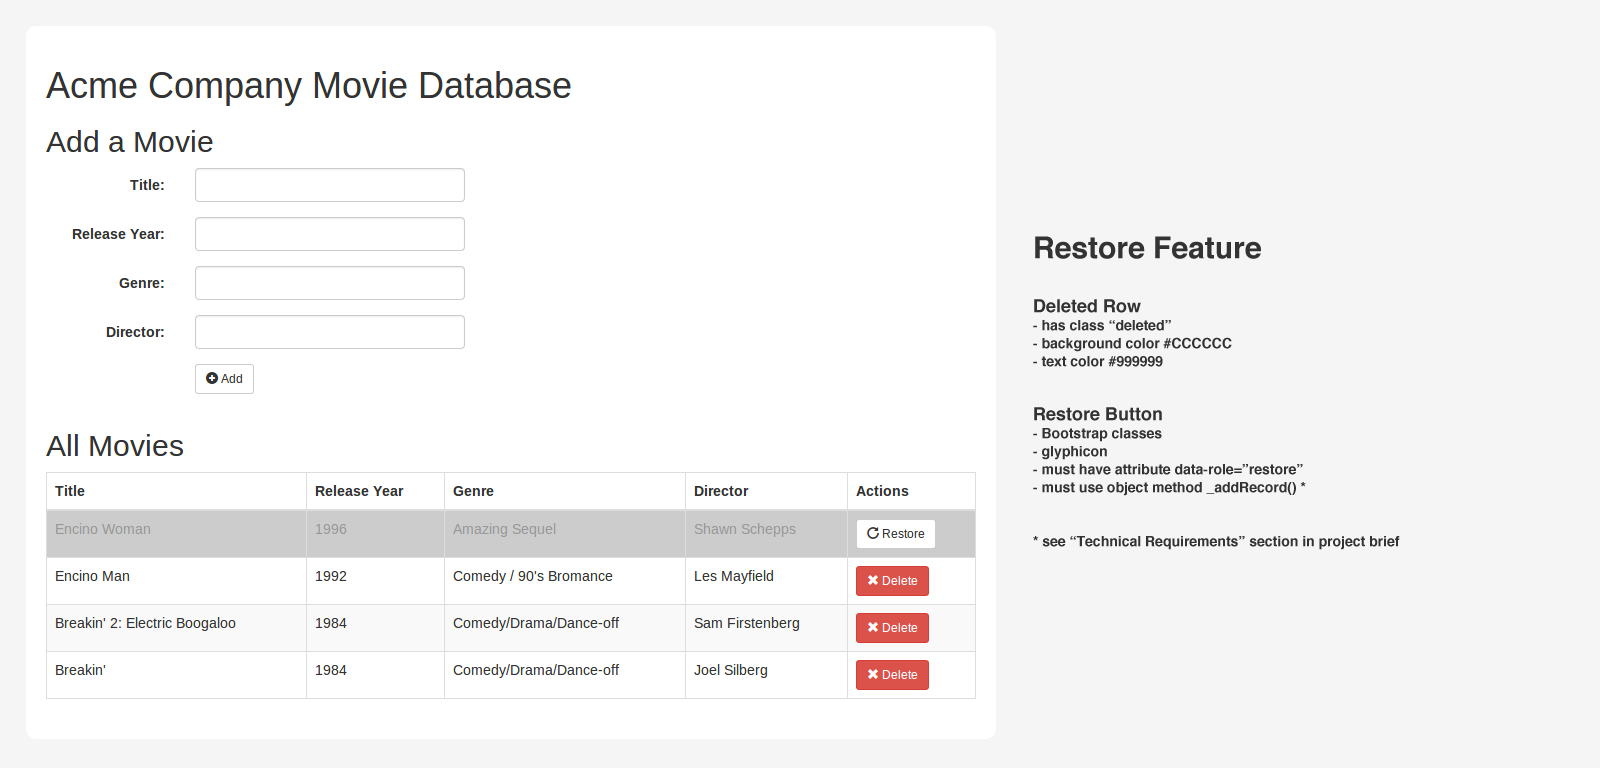 Acme Company Movie Database
Add a Movie
Title:
Release Year:
Genre:
Director:
Add
All Movies
Title Release Year Genre Director Actions
Encino Woman 1996 Amazing Sequel Shawn Schepps Restore
Encino Man 1992 Comedy / 90's Bromance Les Mayfield Delete
Breakin' 2: Electric Boogaloo 1984 Comedy/Drama/Dance-off Sam Firstenberg Delete
Breakin' 1984 Comedy/Drama/Dance-off Joel Silberg Delete
Restore Feature
Deleted Row
- has class “deleted”
- background color #CCCCCC
- text color #999999
Restore Button
- Bootstrap classes
- glyphicon
- must have attribute data-role=”restore”
- must use object method _addRecord() *
* see “Technical Requirements” section in project brief